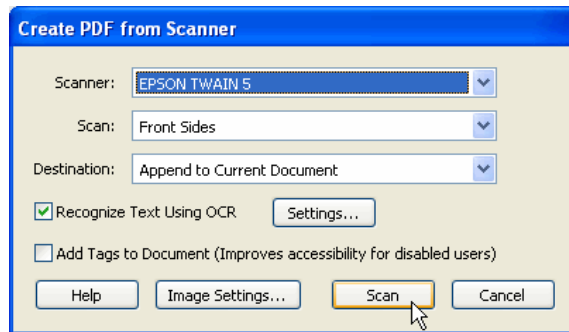 Create PDF from Scanner
Scanner: EPSON TWAIN 5
Scan: Front Sides
Destination: Append to Current Document
Recognize Text Using OCR Settings...
Add Tags to Document (Improves accessibility for disabled users)
Help Image Settings... Scan Cancel